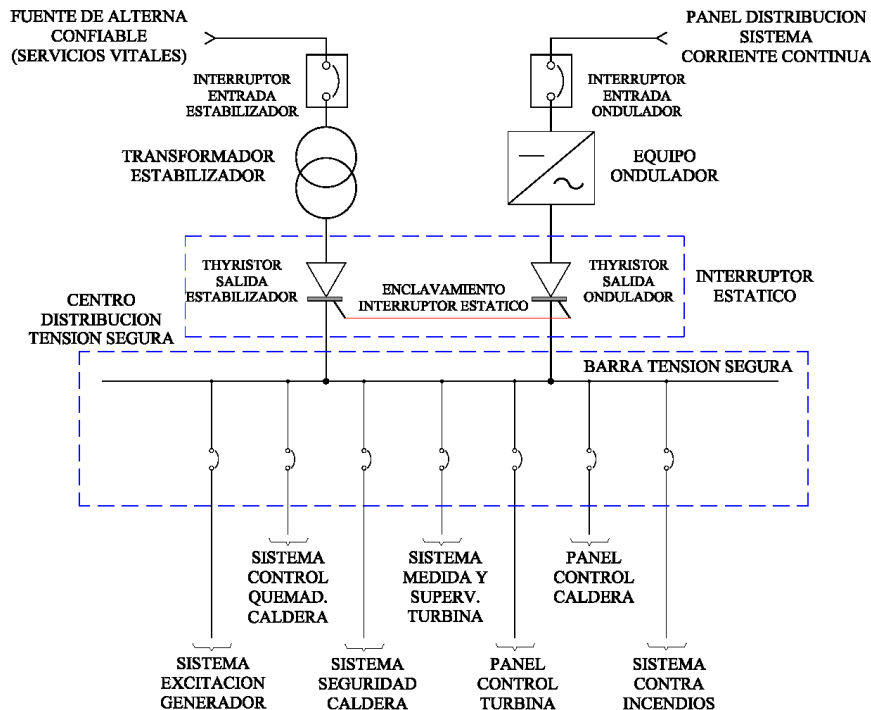 FUENTE DE ALTERNA
CONFIABLE
(SERVICIOS VITALES)
PANEL DISTRIBUCION
SISTEMA
CORRIENTE CONTINUA
INTERRUPTOR
ENTRADA
ESTABILIZADOR
INTERRUPTOR
ENTRADA
ONDULADOR
TRANSFORMADOR
ESTABILIZADOR
EQUIPO
ONDULADOR
THYRISTOR
SALIDA
ESTABILIZADOR
ENCLAVAMIENTO
INTERRUPTOR ESTATICO
THYRISTOR
SALIDA
ONDULADOR
INTERRUPTOR
ESTATICO
CENTRO
DISTRIBUCION
TENSION SEGURA
BARRA TENSION SEGURA
SISTEMA
CONTROL
QUEMAD.
CALDERA
SISTEMA
MEDIDA Y
SUPERV.
TURBINA
PANEL
CONTROL
CALDERA
SISTEMA
EXCITACION
GENERADOR
SISTEMA
SEGURIDAD
CALDERA
PANEL
CONTROL
TURBINA
SISTEMA
CONTRA
INCENDIOS